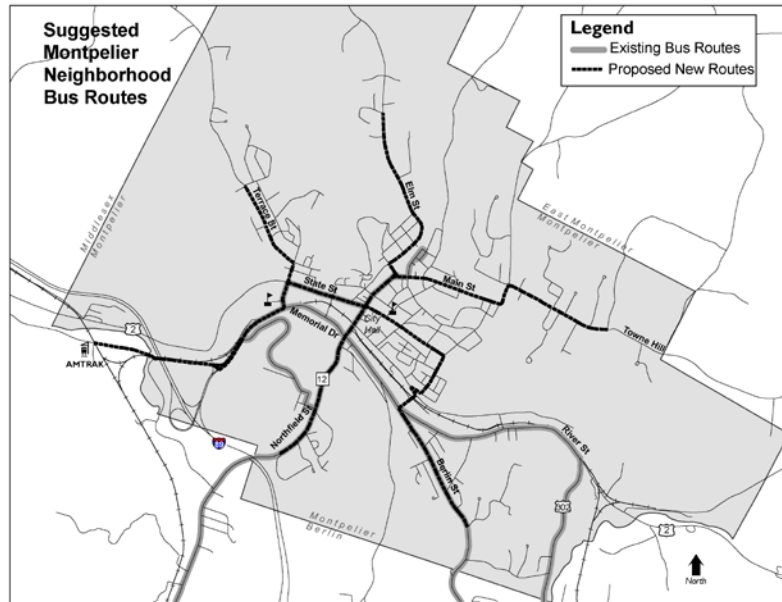 Suggested
Montpelier
Neighborhood
Bus Routes
Legend
Existing Bus Routes
Proposed New Routes
Elm St
Terrace St
East Montpelier
Montpelier
Middlesex
Montpelier
State St
Main St
City
Hall
Memorial Dr
Towne Hill
2
AMTRAK
12
Northfield St
89
River St
Berlin St
302
2
Montpelier
Berlin
North